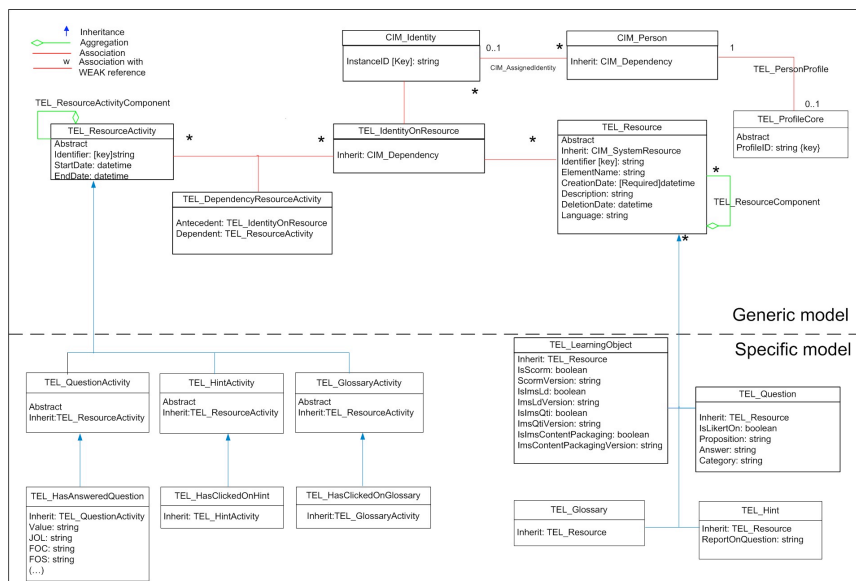 Inheritance
Aggregation
Association
w Association with
WEAK reference
CIM_Identity
InstanceID [Key]: string
0..1
*
CIM_AssignedIdentity
CIM_Person
Inherit: CIM_Dependency
1
TEL_PersonProfile
0..1
TEL_ProfileCore
Abstract
ProfileID: string {key}
TEL_ResourceActivityComponent
TEL_ResourceActivity
Abstract
Identifier: [key]string
StartDate: datetime
EndDate: datetime
*
*
*
TEL_IdentityOnResource
Inherit: CIM_Dependency
*
TEL_Resource
Abstract
Inherit: CIM_SystemResource
Identifier [key]: string
ElementName: string
CreationDate: [Required]datetime
Description: string
DeletionDate: datetime
Language: string
*
TEL_ResourceComponent
*
TEL_DependencyResourceActivity
Antecedent: TEL_IdentityOnResource
Dependent: TEL_ResourceActivity
Generic model
Specific model
TEL_QuestionActivity
Abstract
Inherit:TEL_ResourceActivity
TEL_HintActivity
Abstract
Inherit:TEL_ResourceActivity
TEL_GlossaryActivity
Abstract
Inherit:TEL_ResourceActivity
TEL_LearningObject
Inherit: TEL_Resource
IsScorm: boolean
ScormVersion: string
IsImsLd: boolean
ImsLdVersion: string
IsImsQti: boolean
ImsQtiVersion: string
IsImsContentPackaging: boolean
ImsContentPackagingVersion: string
TEL_Question
Inherit: TEL_Resource
IsLikertOn: boolean
Proposition: string
Answer: string
Category: string
TEL_HasAnsweredQuestion
Inherit: TEL_QuestionActivity
Value: string
JOL: string
FOC: string
FOS: string
(...)
TEL_HasClickedOnHint
Inherit: TEL_HintActivity
TEL_HasClickedOnGlossary
Inherit:TEL_GlossaryActivity
TEL_Glossary
Inherit: TEL_Resource
TEL_Hint
Inherit: TEL_Resource
ReportOnQuestion: string